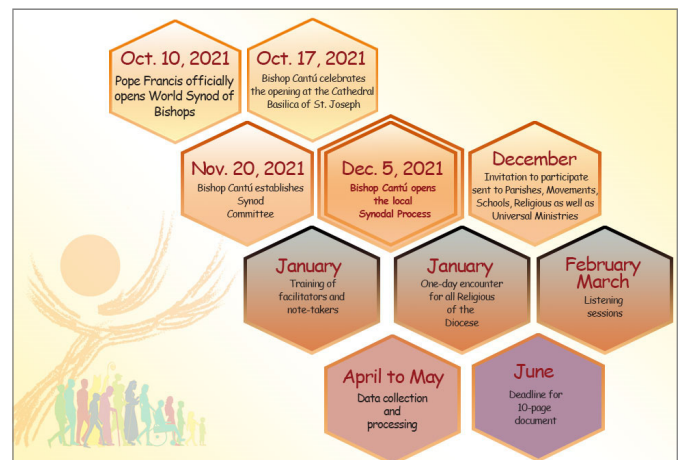 Oct. 10, 2021
Pope Francis officially
opens World Synod of
Bishops
Oct. 17, 2021
Bishop Cantú celebrates
the opening at the Cathedral
Basilica of St. Joseph
Nov. 20, 2021
Bishop Cantú establishes
Synod
Committee
Dec. 5, 2021
Bishop Cantú opens
the local
Synodal Process
December
Invitation to participate
sent to Parishes, Movements,
Schools, Religious as well as
Universal Ministries
January
Training of
facilitators and
note-takers
January
One-day encounter
for all Religious
of the
Diocese
February
March
Listening
sessions
April to May
Data collection
and
processing
June
Deadline for
10-page
document